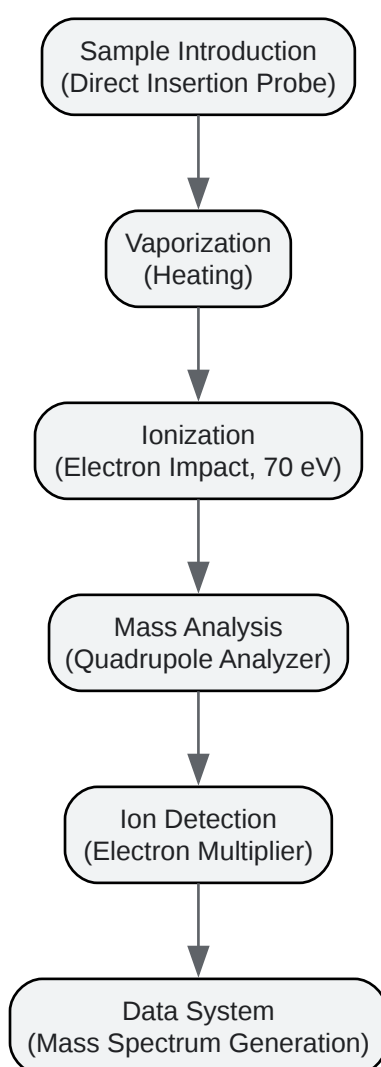 Sample Introduction
(Direct Insertion Probe)
Vaporization
(Heating)
Ionization
(Electron Impact, 70 eV)
Mass Analysis
(Quadrupole Analyzer)
Ion Detection
(Electron Multiplier)
Data System
(Mass Spectrum Generation)